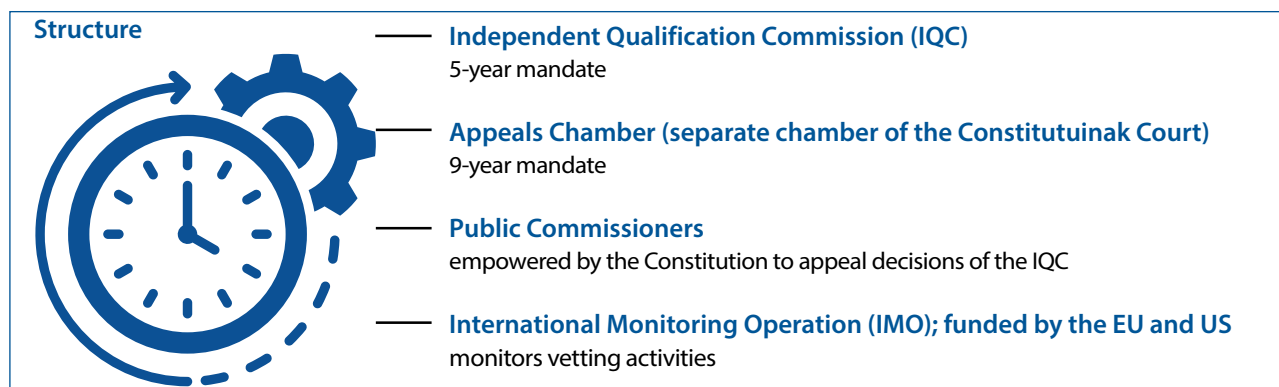 Structure
Independent Qualification Commission (IQC)
5-year mandate
Appeals Chamber (separate chamber of the Constitutuinak Court)
9-year mandate
Public Commissioners
empowered by the Constitution to appeal decisions of the IQC
International Monitoring Operation (IMO); funded by the EU and US
monitors vetting activities